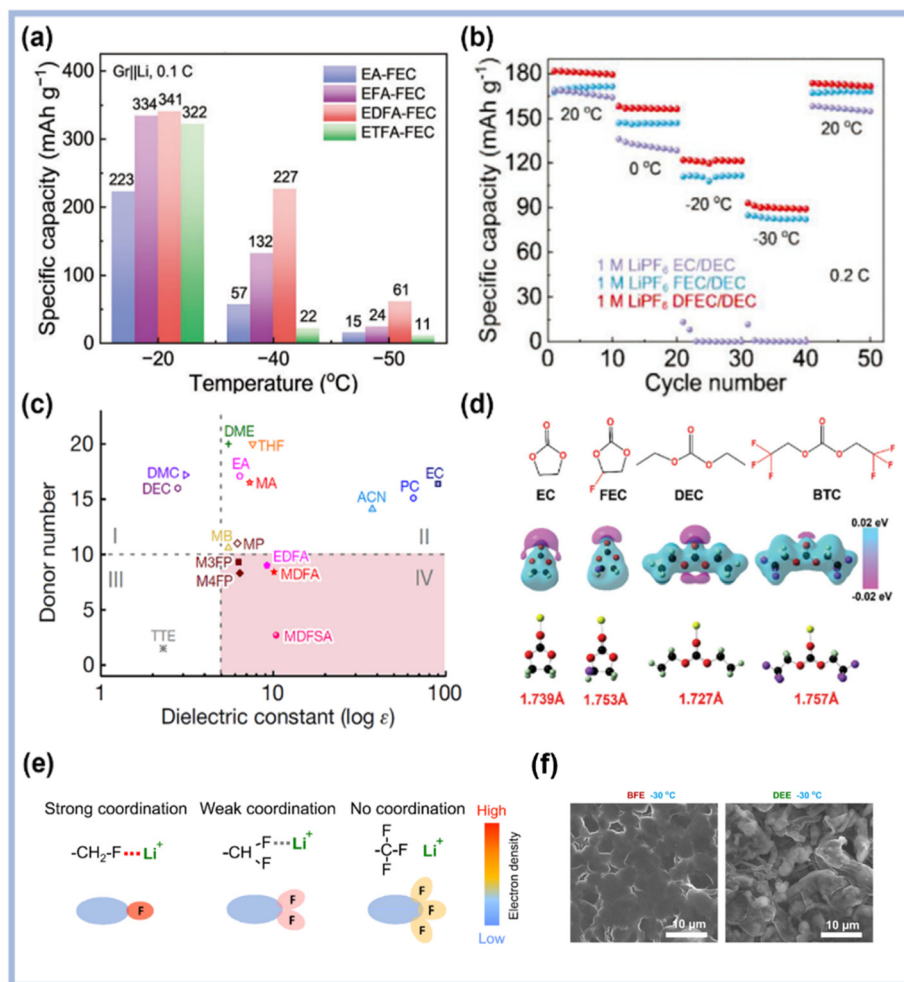 (a)
Gr||Li, 0.1 C
EA-FEC
EFA-FEC
EDFA-FEC
ETFA-FEC
Specific capacity (mAh g⁻¹)
400
300
200
100
0
223
334
341
322
57
132
227
22
15
24
61
11
−20
−40
−50
Temperature (°C)
(b)
Specific capacity (mAh g⁻¹)
180
150
120
90
60
30
0
20 °C
0 °C
-20 °C
-30 °C
20 °C
1 M LiPF₆ EC/DEC
1 M LiPF₆ FEC/DEC
1 M LiPF₆ DFEC/DEC
0.2 C
0 10 20 30 40 50
Cycle number
(c)
Donor number
20
15
10
5
0
DME
THF
DMC
DEC
EA
MA
ACN
PC
EC
I
II
MB
MP
III
IV
M3FP
M4FP
EDFA
MDFA
MDFSA
TTE
1 10 100
Dielectric constant (log ε)
(d)
O
O
O
O
O
O
F
O
O
O
O
O
O
F
F
F
F
F
F
EC
FEC
DEC
BTC
0.02 eV
-0.02 eV
1.739Å
1.753Å
1.727Å
1.757Å
(e)
Strong coordination
Weak coordination
No coordination
-CH₂-F Li⁺
-CH F F Li⁺
F -C-F F Li⁺
F
F
F
F
F
F
High
Electron density
Low
(f)
BFE -30 °C
DEE -30 °C
10 μm
10 μm